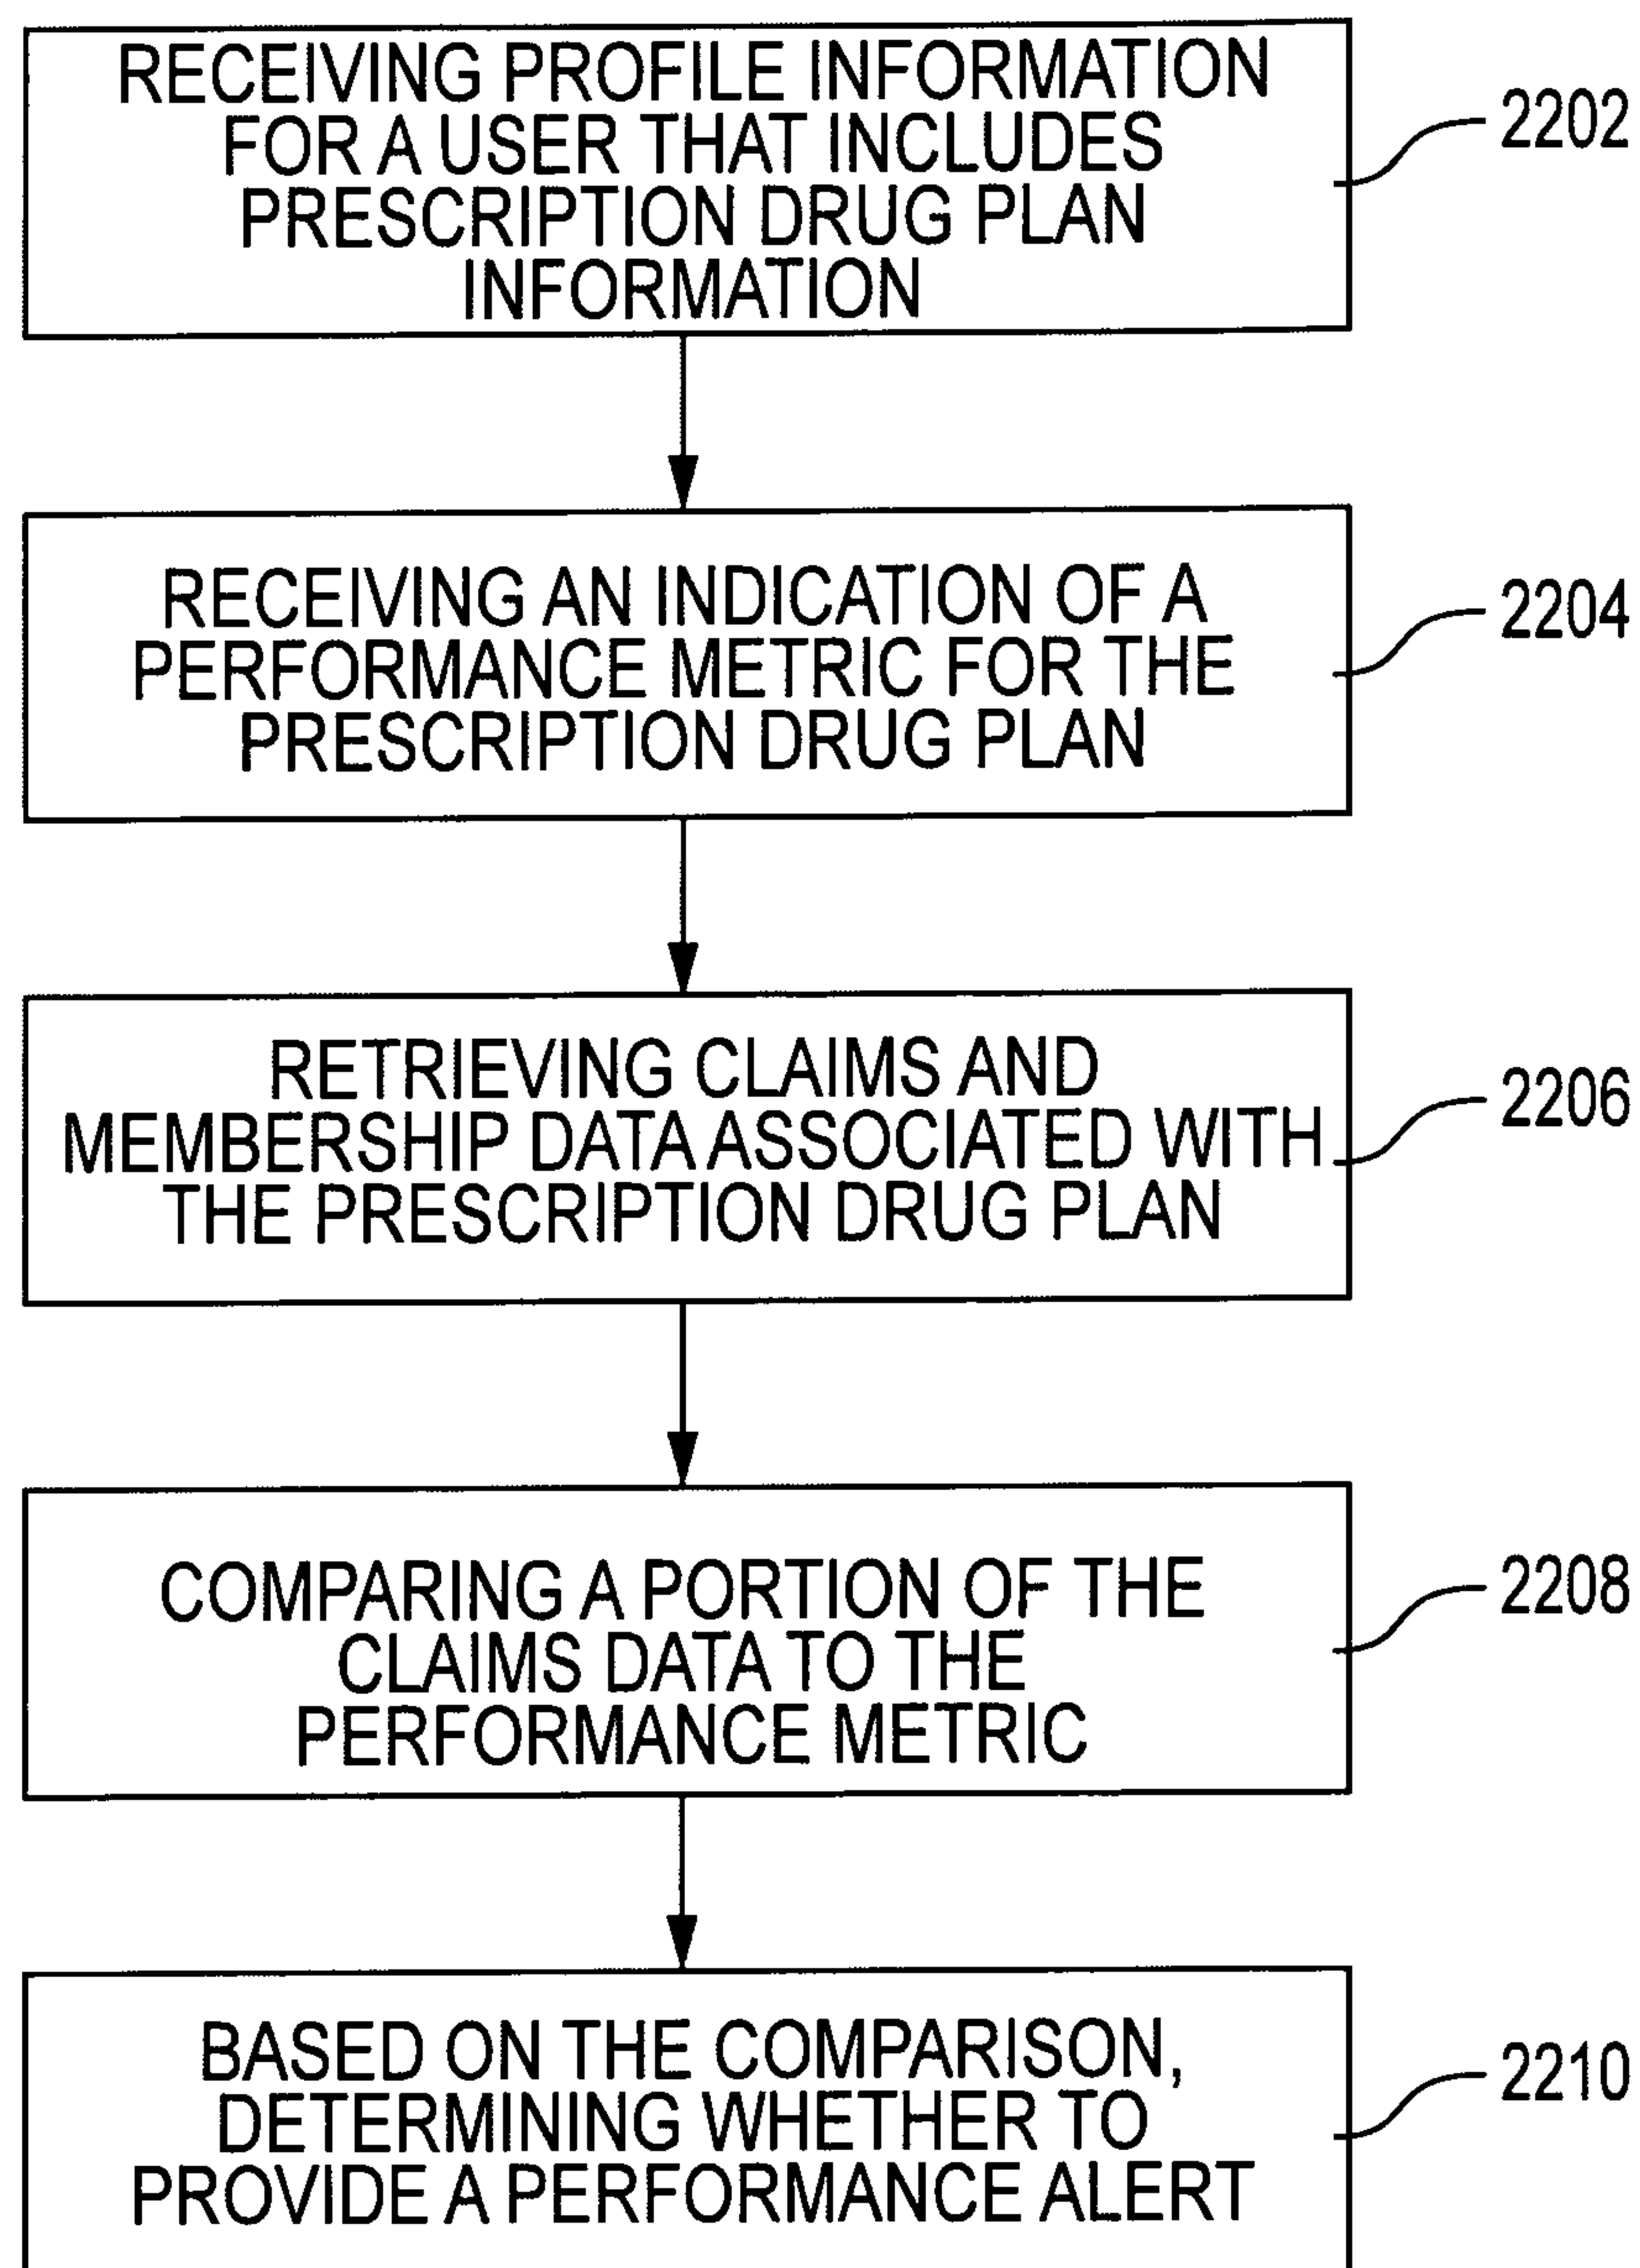 RECEIVING PROFILE INFORMATION
FOR A USER THAT INCLUDES
PRESCRIPTION DRUG PLAN
INFORMATION
2202
RECEIVING AN INDICATION OF A
PERFORMANCE METRIC FOR THE
PRESCRIPTION DRUG PLAN
2204
RETRIEVING CLAIMS AND
MEMBERSHIP DATA ASSOCIATED WITH
THE PRESCRIPTION DRUG PLAN
2206
COMPARING A PORTION OF THE
CLAIMS DATA TO THE
PERFORMANCE METRIC
2208
BASED ON THE COMPARISON,
DETERMINING WHETHER TO
PROVIDE A PERFORMANCE ALERT
2210